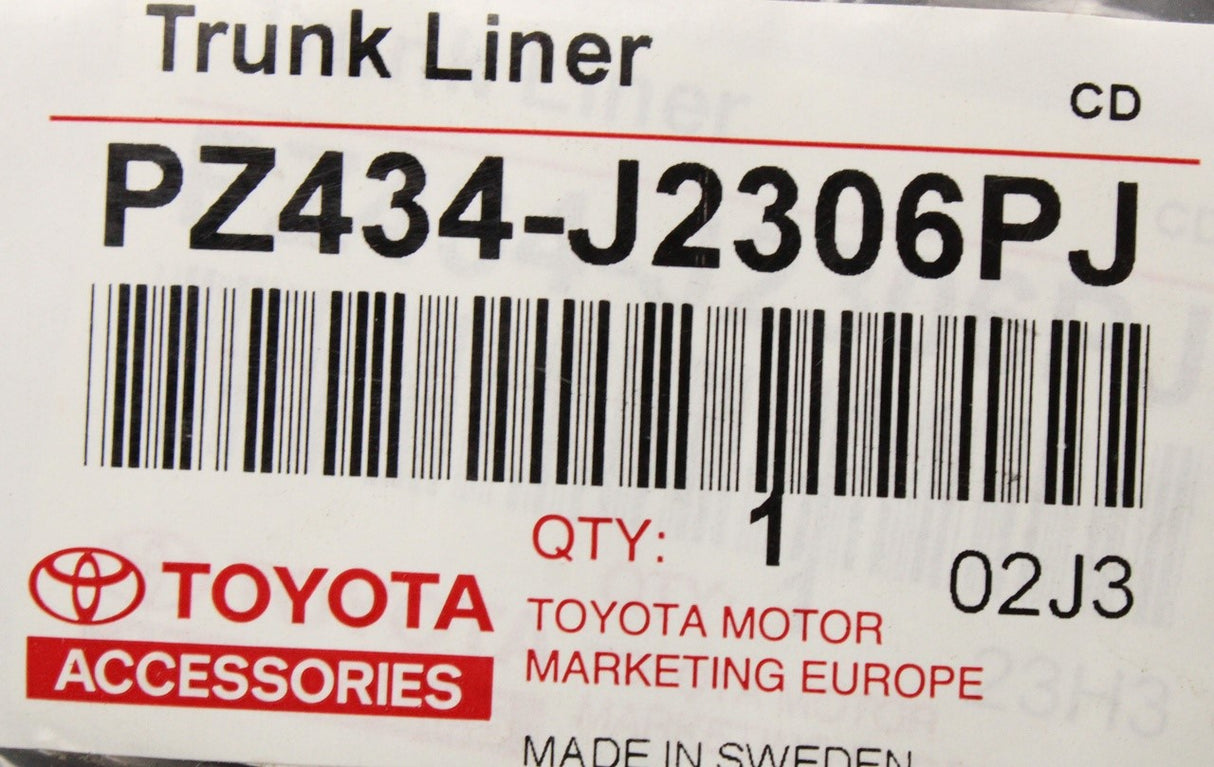 Trunk Liner
CD
PZ434-J2306PJ
QTY: 1
02J3
TOYOTA
ACCESSORIES
TOYOTA MOTOR
MARKETING EUROPE
MADE IN SWEDEN